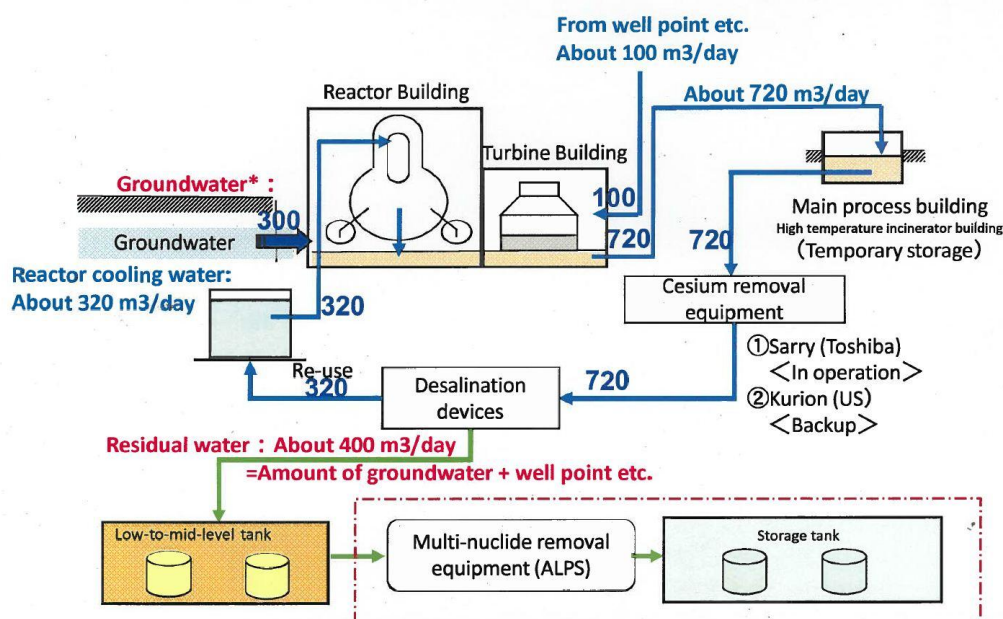 From well point etc.
About 100 m3/day
Reactor Building
About 720 m3/day
Turbine Building
Groundwater* :
300
100
720
720
Groundwater
Main process building
High temperature incinerator building
(Temporary storage)
Reactor cooling water:
About 320 m3/day
320
Cesium removal
equipment
①Sarry (Toshiba)
＜In operation＞
②Kurion (US)
＜Backup＞
Re-use
320
Desalination
devices
720
Residual water : About 400 m3/day
=Amount of groundwater + well point etc.
Low-to-mid-level tank
Multi-nuclide removal
equipment (ALPS)
Storage tank